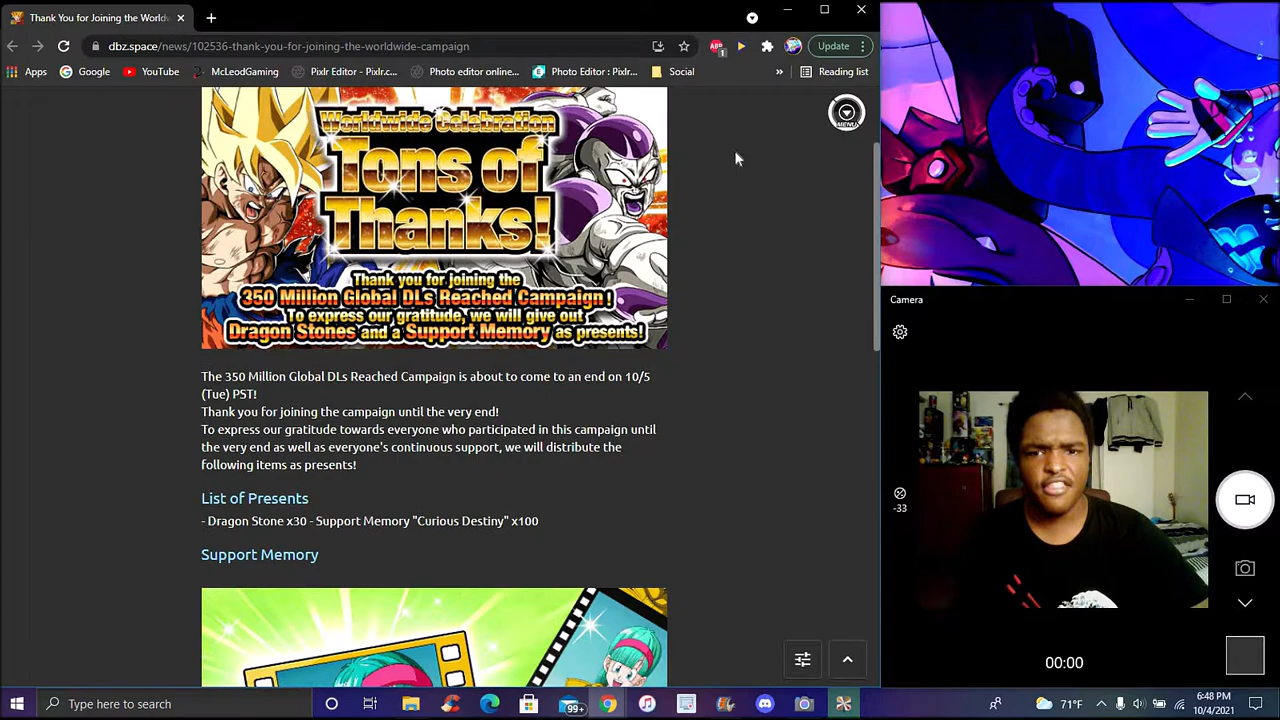 Thank You for Joining the Worldw
dbz.space/news/102536-thank-you-for-joining-the-worldwide-campaign
1
Update
Apps
Google
YouTube
McLeodGaming
Pixlr Editor - Pixlr.c...
Photo editor online...
Photo Editor : Pixlr...
Social
»
Reading list
MENU
Worldwide Celebration
Tons of
Thanks!
Thank you for joining the
350 Million Global DLs Reached Campaign!
To express our gratitude, we will give out
Dragon Stones and a Support Memory as presents!
The 350 Million Global DLs Reached Campaign is about to come to an end on 10/5
(Tue) PST!
Thank you for joining the campaign until the very end!
To express our gratitude towards everyone who participated in this campaign until
the very end as well as everyone's continuous support, we will distribute the
following items as presents!
List of Presents
- Dragon Stone x30 - Support Memory "Curious Destiny" x100
Support Memory
Camera
-33
00:00
Type here to search
99+
71°F
6:48 PM
10/4/2021